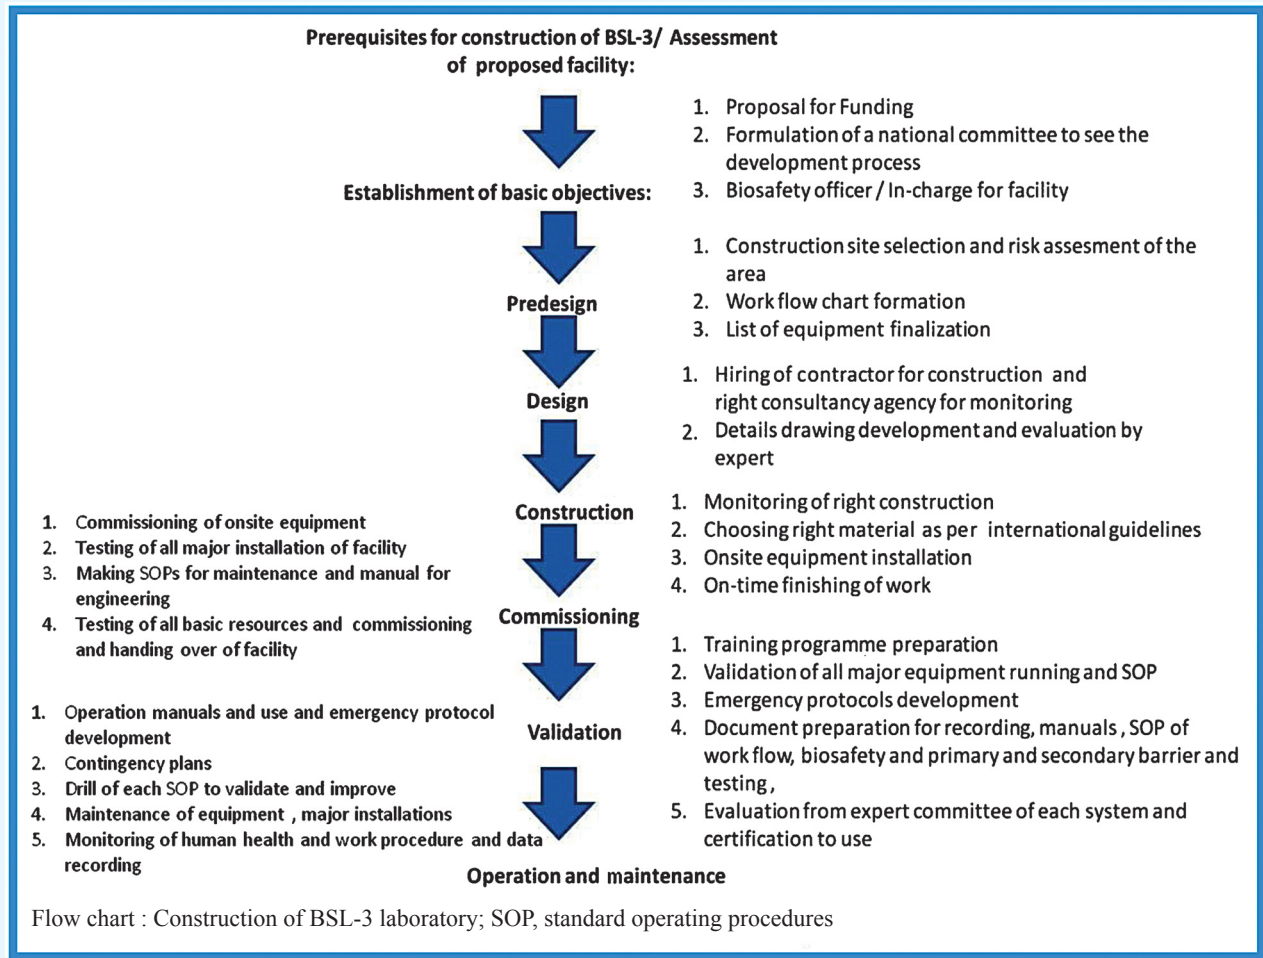 Prerequisites for construction of BSL-3/ Assessment
of proposed facility:
1. Proposal for Funding
2. Formulation of a national committee to see the
development process
3. Biosafety officer / In-charge for facility
Establishment of basic objectives:
1. Construction site selection and risk assesment of the
area
2. Work flow chart formation
3. List of equipment finalization
Predesign
1. Hiring of contractor for construction and
right consultancy agency for monitoring
2. Details drawing development and evaluation by
expert
Design
1. Monitoring of right construction
2. Choosing right material as per international guidelines
3. Onsite equipment installation
4. On-time finishing of work
Construction
1. Commissioning of onsite equipment
2. Testing of all major installation of facility
3. Making SOPs for maintenance and manual for
engineering
4. Testing of all basic resources and commissioning
and handing over of facility
Commissioning
1. Training programme preparation
2. Validation of all major equipment running and SOP
3. Emergency protocols development
4. Document preparation for recording, manuals , SOP of
work flow, biosafety and primary and secondary barrier and
testing ,
5. Evaluation from expert committee of each system and
certification to use
Validation
1. Operation manuals and use and emergency protocol
development
2. Contingency plans
3. Drill of each SOP to validate and improve
4. Maintenance of equipment , major installations
5. Monitoring of human health and work procedure and data
recording
Operation and maintenance
Flow chart : Construction of BSL-3 laboratory; SOP, standard operating procedures